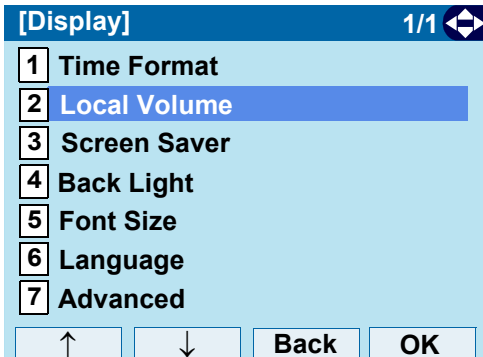 [Display] 1/1
1 Time Format
2 Local Volume
3 Screen Saver
4 Back Light
5 Font Size
6 Language
7 Advanced
↑ ↓ Back OK